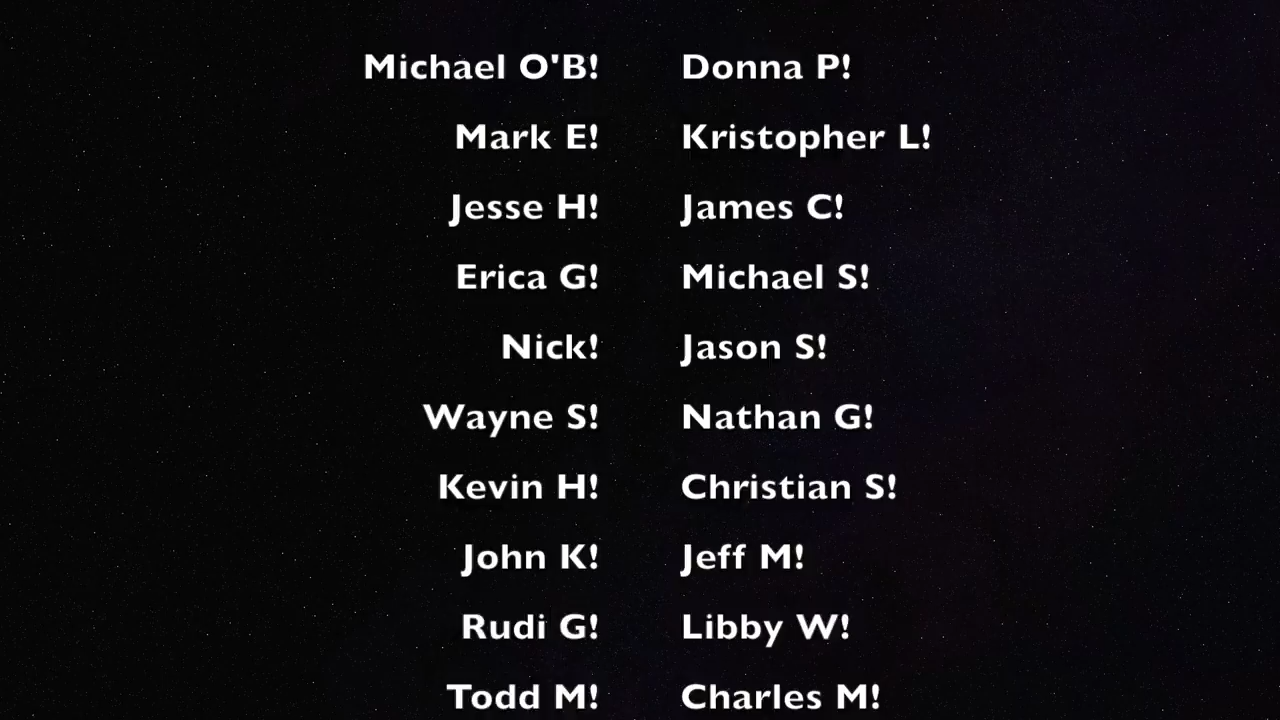 Michael O'B! Donna P!
Mark E! Kristopher L!
Jesse H! James C!
Erica G! Michael S!
Nick! Jason S!
Wayne S! Nathan G!
Kevin H! Christian S!
John K! Jeff M!
Rudi G! Libby W!
Todd M! Charles M!